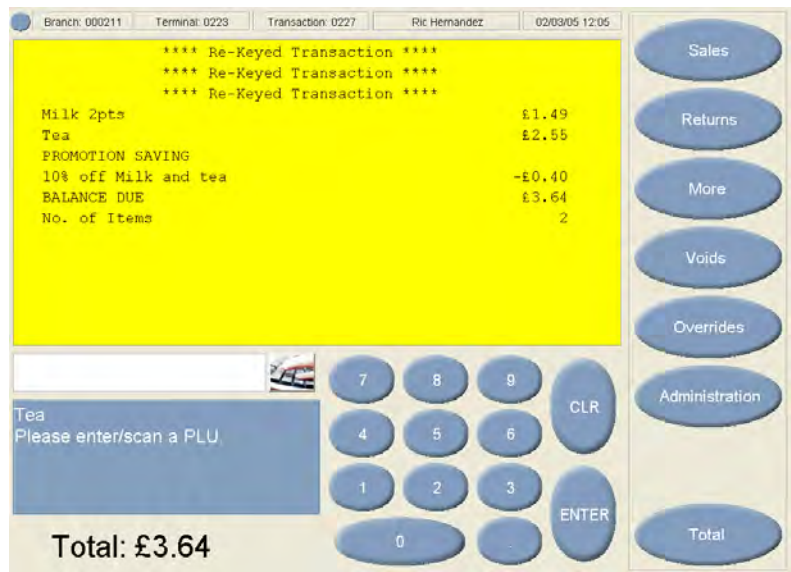 Branch: 000211 Terminal: 0223 Transaction: 0227 Ric Hernandez 02/03/05 12:05
**** Re-Keyed Transaction ****
**** Re-Keyed Transaction ****
**** Re-Keyed Transaction ****
Milk 2pts £1.49
Tea £2.55
PROMOTION SAVING
10% off Milk and tea -£0.40
BALANCE DUE £3.64
No. of Items 2
Sales
Returns
More
Voids
Overrides
Administration
Total
Tea
Please enter/scan a PLU
Total: £3.64
7 8 9 CLR
4 5 6
1 2 3 ENTER
0 .